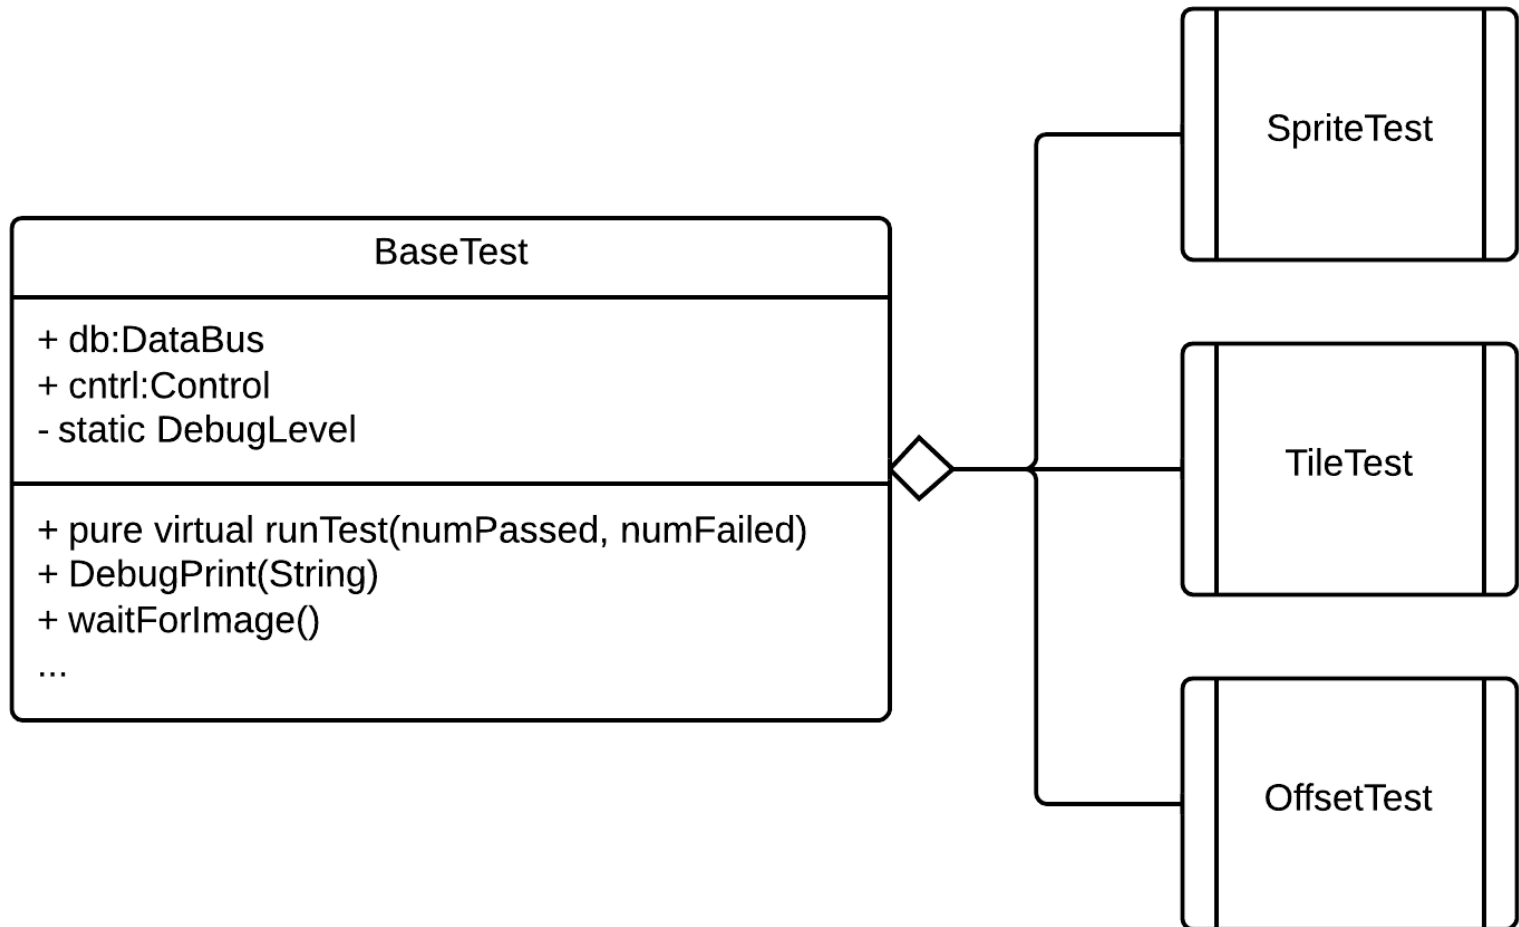 BaseTest
+ db:DataBus
+ cntrl:Control
- static DebugLevel
+ pure virtual runTest(numPassed, numFailed)
+ DebugPrint(String)
+ waitForImage()
...
SpriteTest
TileTest
OffsetTest